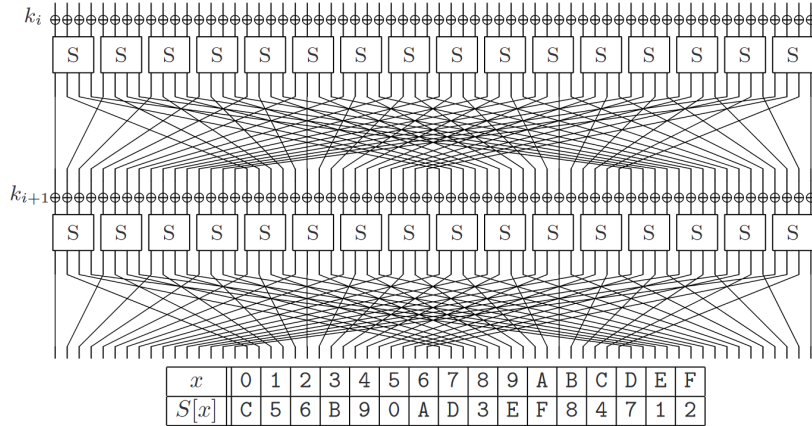 k_i
S S S S S S S S S S S S S S S S
k_{i+1}
S S S S S S S S S S S S S S S S
x 0 1 2 3 4 5 6 7 8 9 A B C D E F
S[x] C 5 6 B 9 0 A D 3 E F 8 4 7 1 2